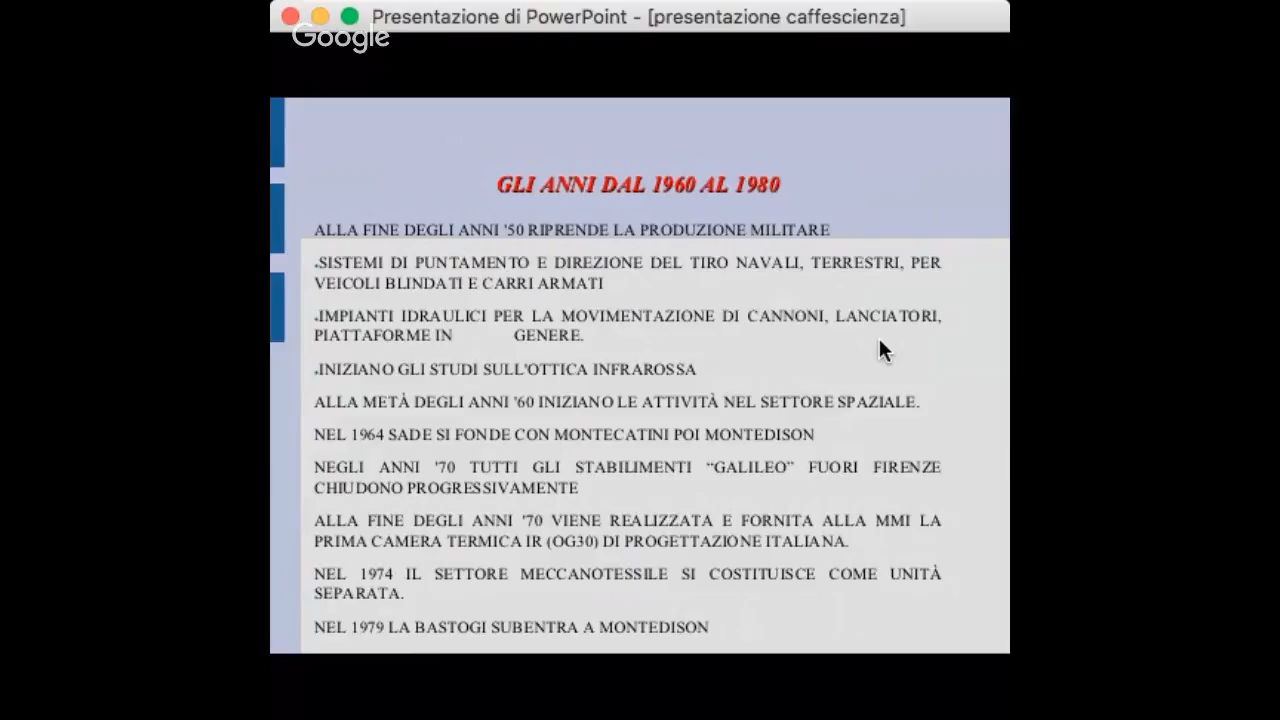 Presentazione di PowerPoint - [presentazione caffescienza]
Google
GLI ANNI DAL 1960 AL 1980
ALLA FINE DEGLI ANNI '50 RIPRENDE LA PRODUZIONE MILITARE
•SISTEMI DI PUNTAMENTO E DIREZIONE DEL TIRO NAVALI, TERRESTRI, PER
VEICOLI BLINDATI E CARRI ARMATI
•IMPIANTI IDRAULICI PER LA MOVIMENTAZIONE DI CANNONI, LANCIATORI,
PIATTAFORME IN GENERE.
•INIZIANO GLI STUDI SULL'OTTICA INFRAROSSA
ALLA METÀ DEGLI ANNI '60 INIZIANO LE ATTIVITÀ NEL SETTORE SPAZIALE.
NEL 1964 SADE SI FONDE CON MONTECATINI POI MONTEDISON
NEGLI ANNI '70 TUTTI GLI STABILIMENTI “GALILEO” FUORI FIRENZE
CHIUDONO PROGRESSIVAMENTE
ALLA FINE DEGLI ANNI '70 VIENE REALIZZATA E FORNITA ALLA MMI LA
PRIMA CAMERA TERMICA IR (OG30) DI PROGETTAZIONE ITALIANA.
NEL 1974 IL SETTORE MECCANOTESSILE SI COSTITUISCE COME UNITÀ
SEPARATA.
NEL 1979 LA BASTOGI SUBENTRA A MONTEDISON